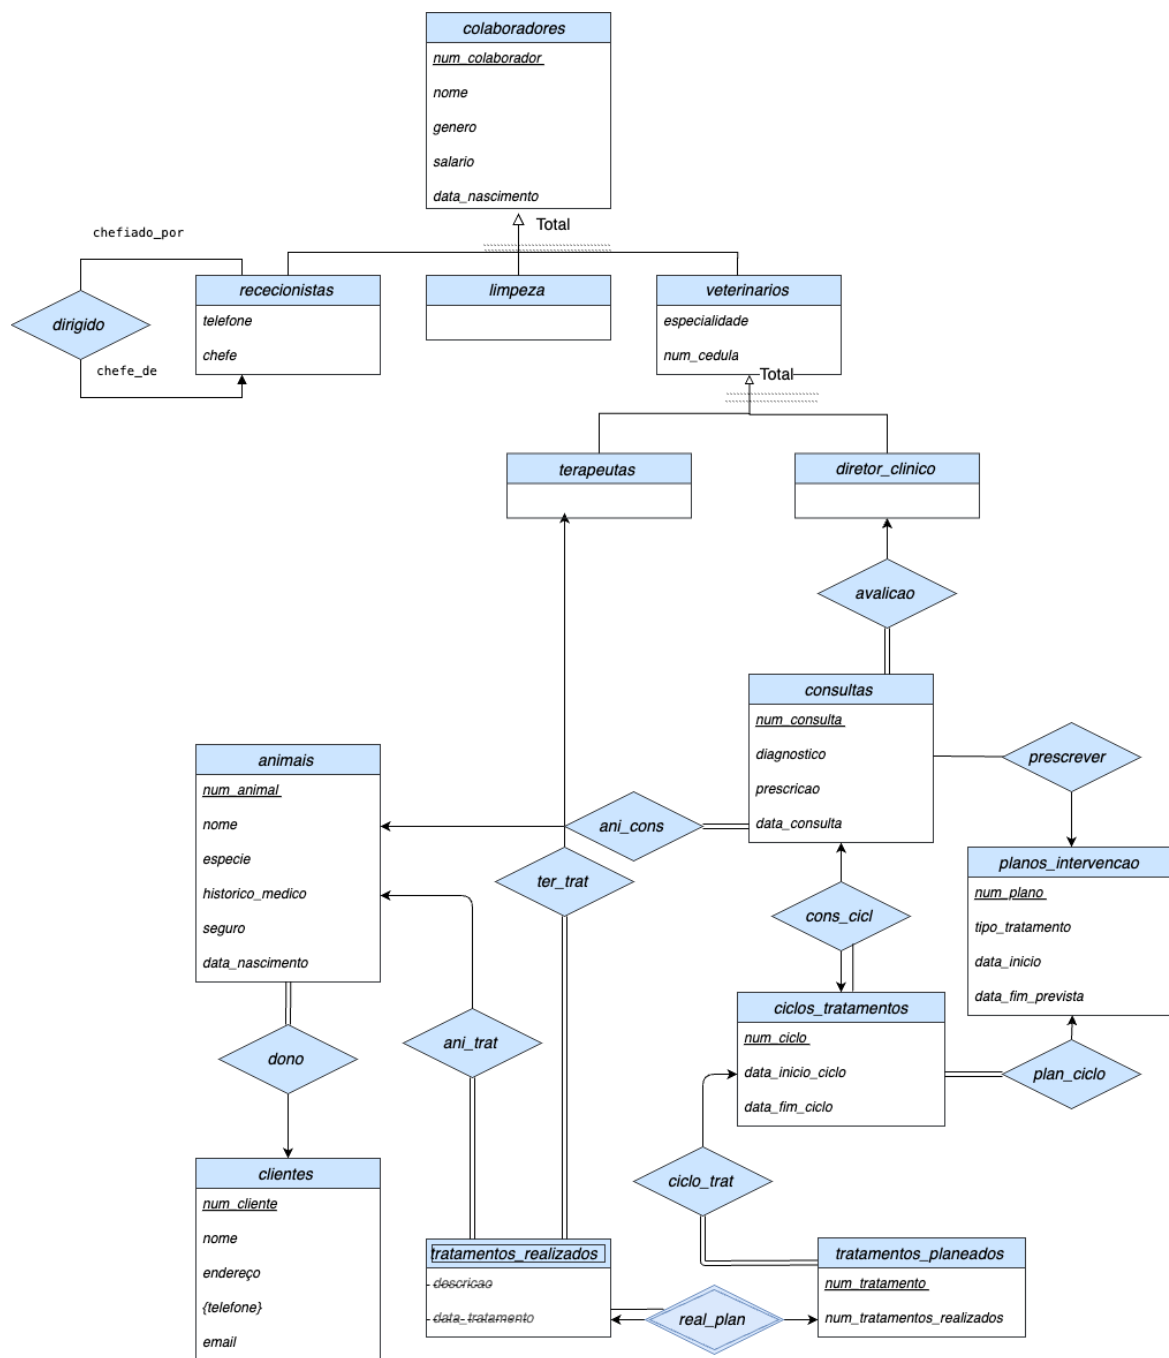 colaboradores
num_colaborador
nome
genero
salario
data_nascimento
Total
chefiado_por
rececionistas
telefone
chefe
limpeza
veterinarios
especialidade
num_cedula
dirigido
chefe_de
Total
terapeutas
diretor_clinico
avalicao
consultas
num_consulta
diagnostico
prescricao
data_consulta
prescrever
animais
num_animal
nome
especie
historico_medico
seguro
data_nascimento
ani_cons
ter_trat
cons_cicl
planos_intervencao
num_plano
tipo_tratamento
data_inicio
data_fim_prevista
ciclos_tratamentos
num_ciclo
data_inicio_ciclo
data_fim_ciclo
plan_ciclo
dono
ani_trat
clientes
num_cliente
nome
endereço
{telefone}
email
ciclo_trat
tratamentos_realizados
descricao
data_tratamento
real_plan
tratamentos_planeados
num_tratamento
num_tratamentos_realizados